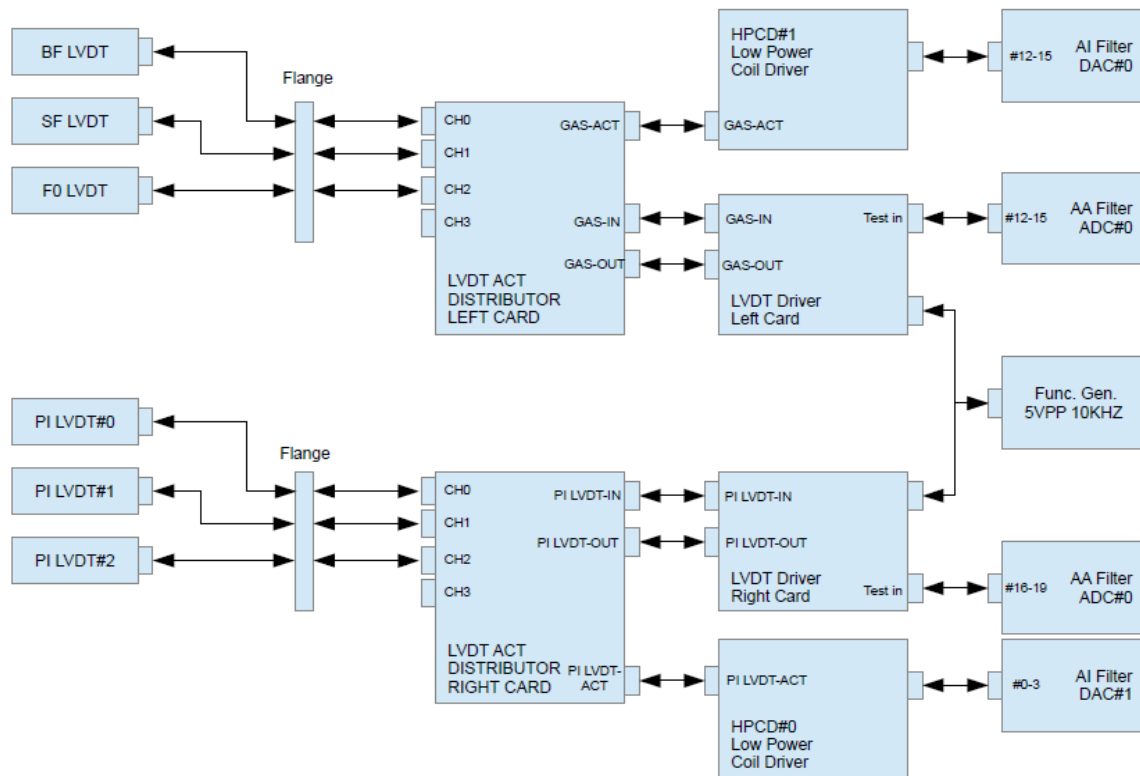 BF LVDT
SF LVDT
F0 LVDT
Flange
CH0
CH1
CH2
CH3
GAS-ACT
GAS-IN
GAS-OUT
LVDT ACT
DISTRIBUTOR
LEFT CARD
HPCD#1
Low Power
Coil Driver
GAS-ACT
#12-15
AI Filter
DAC#0
GAS-IN
Test in
GAS-OUT
LVDT Driver
Left Card
#12-15
AA Filter
ADC#0
Func. Gen.
5VPP 10KHZ
PI LVDT#0
PI LVDT#1
PI LVDT#2
Flange
CH0
CH1
CH2
CH3
PI LVDT-IN
PI LVDT-OUT
LVDT ACT
DISTRIBUTOR
RIGHT CARD
PI LVDT-
ACT
PI LVDT-IN
PI LVDT-OUT
LVDT Driver
Right Card
Test in
#16-19
AA Filter
ADC#0
PI LVDT-ACT
HPCD#0
Low Power
Coil Driver
#0-3
AI Filter
DAC#1